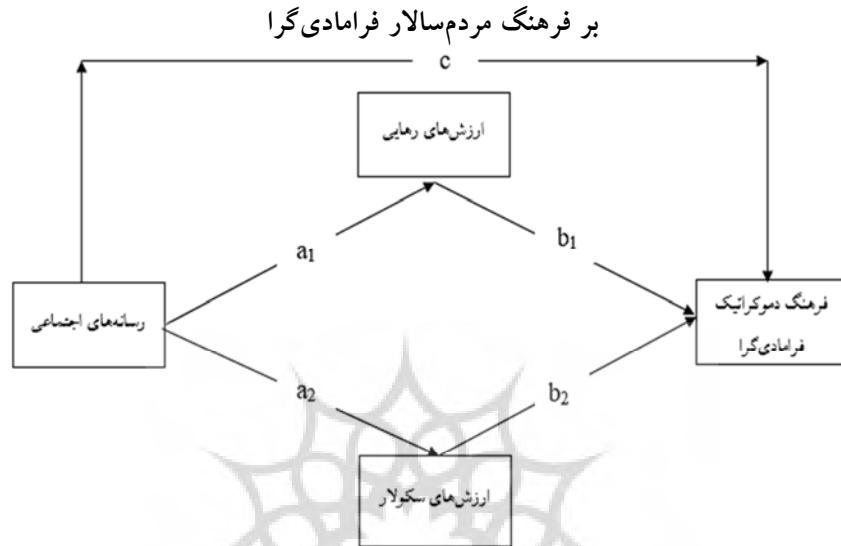 بر فرهنگ مردم‌سالار فرامادی‌گرا
c
ارزش‌های رهایی
a1
b1
رسانه‌های اجتماعی
فرهنگ دموکراتیک
فرامادی‌گرا
a2
b2
ارزش‌های سکولار